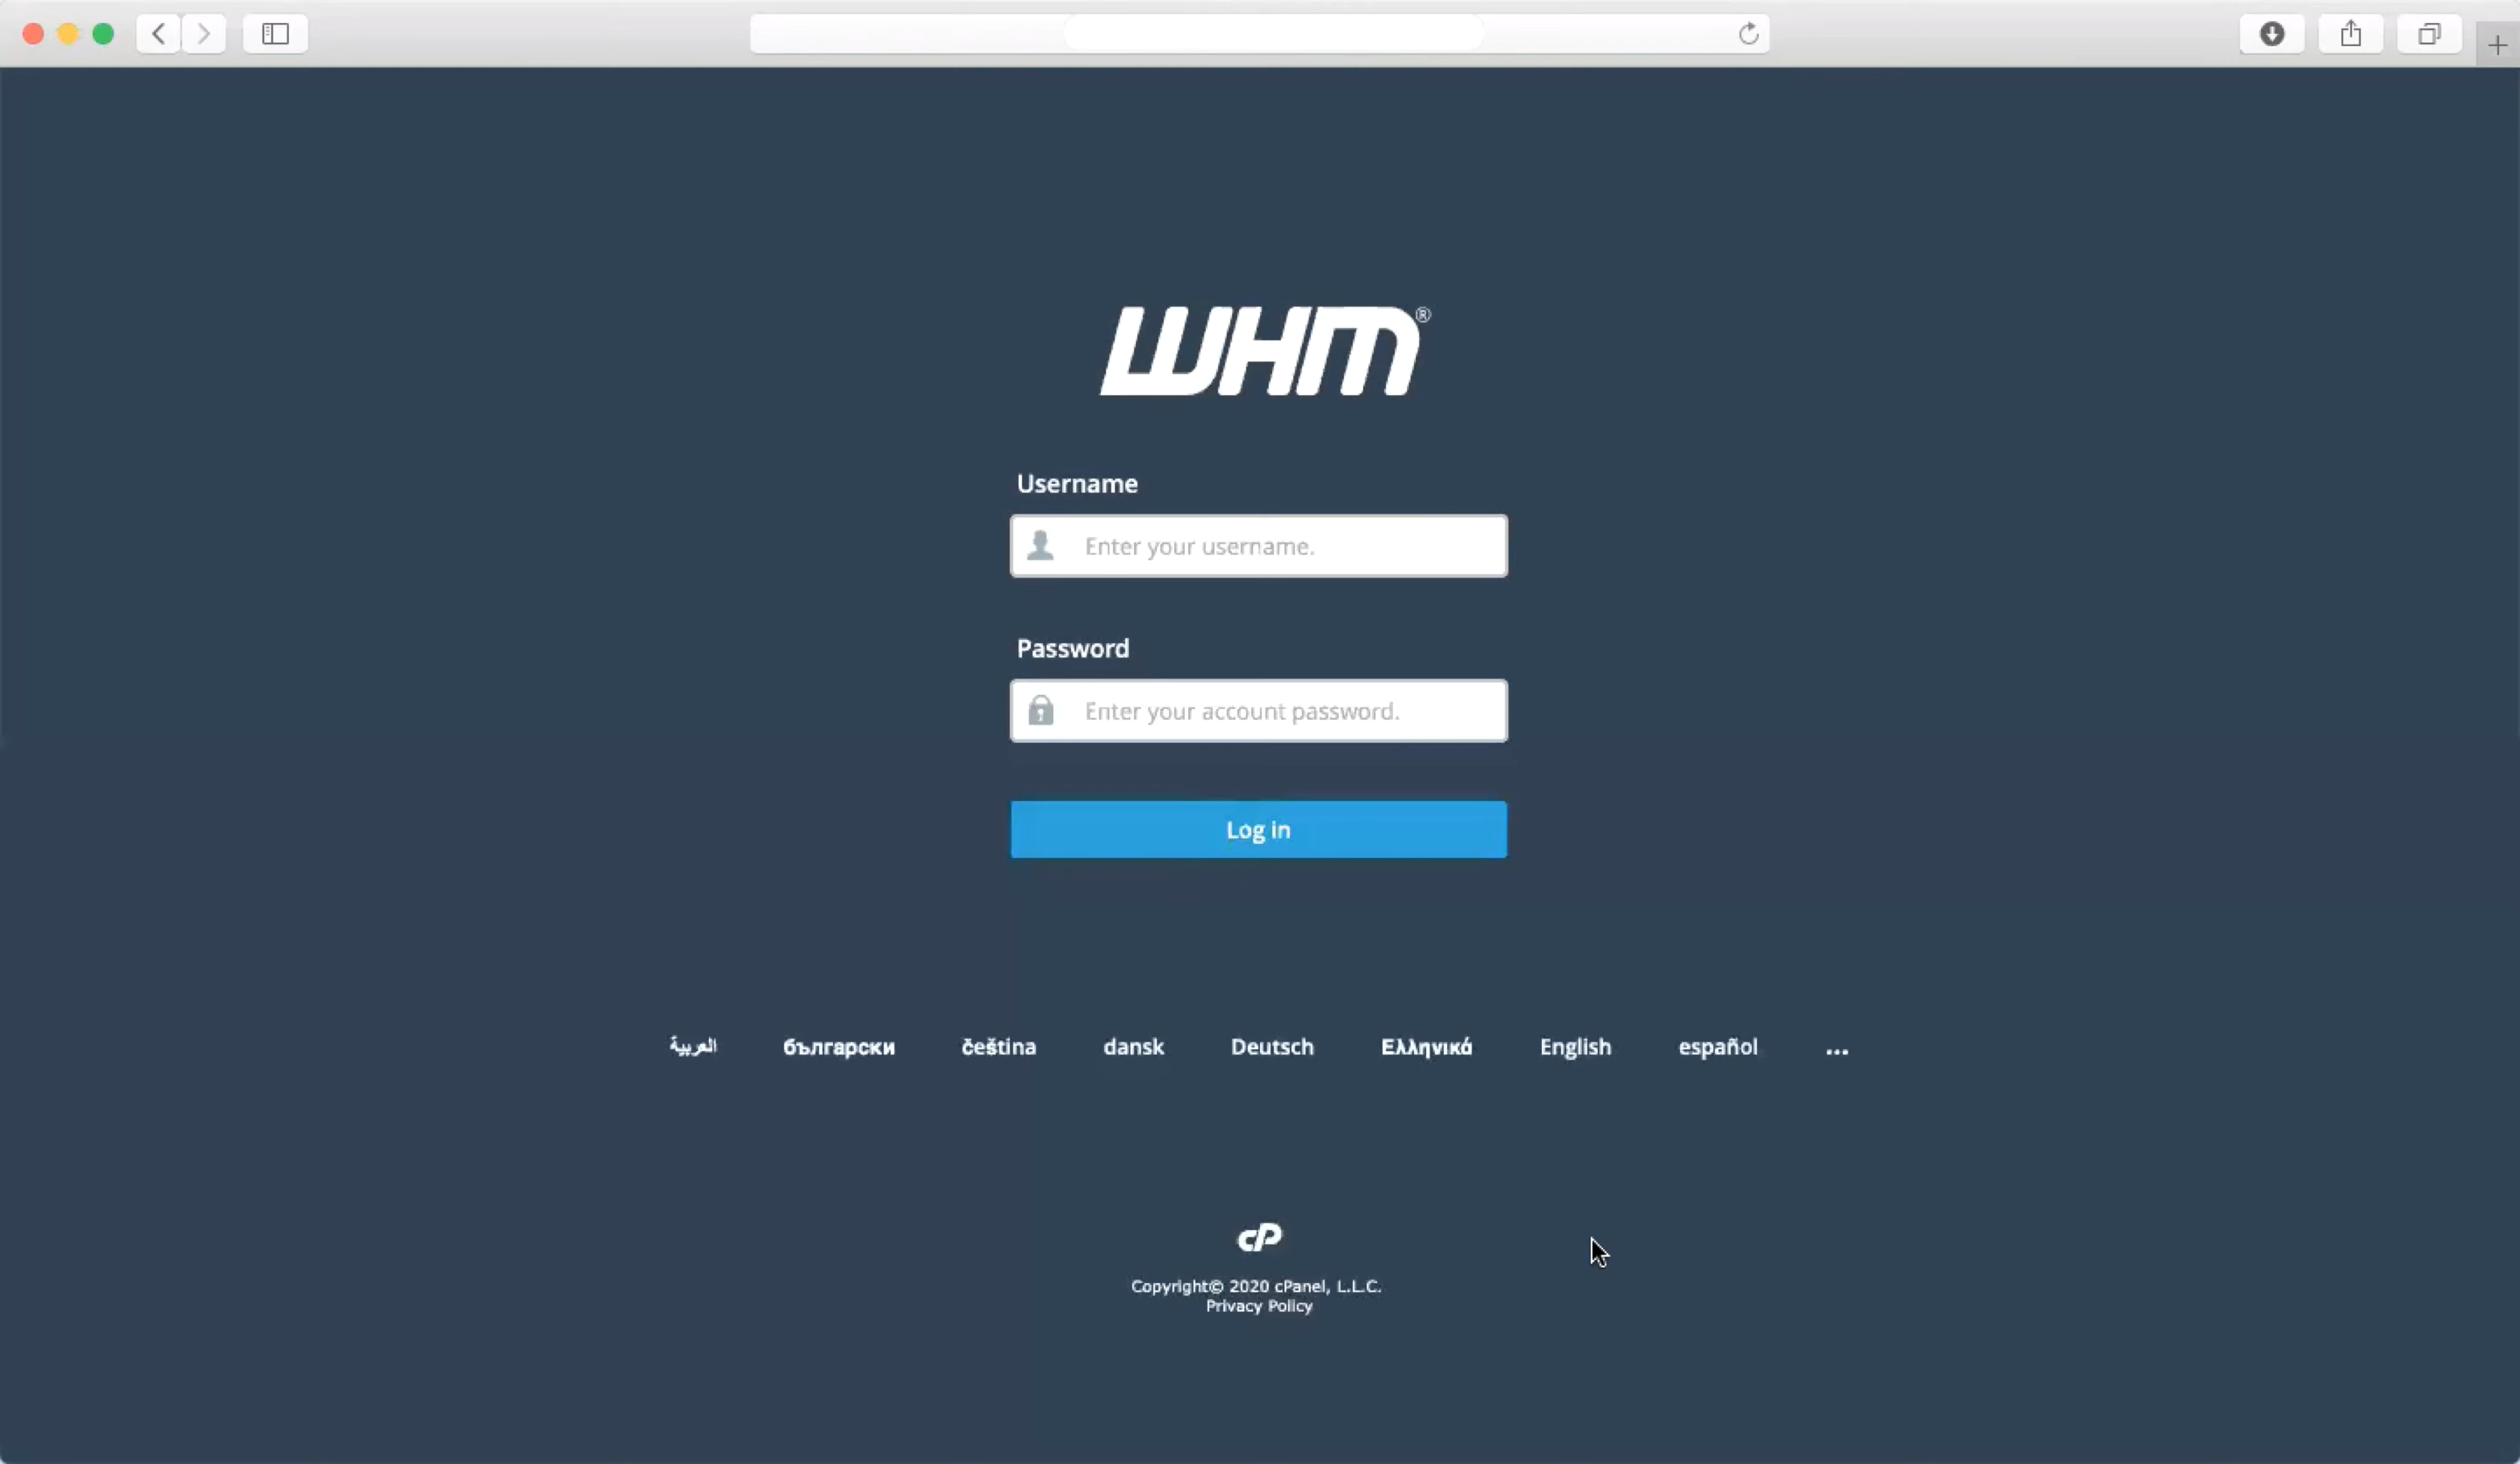 WHM®
Username
Enter your username.
Password
Enter your account password.
Log in
العربية български čeština dansk Deutsch Ελληνικά English español ...
cP
Copyright© 2020 cPanel, L.L.C.
Privacy Policy